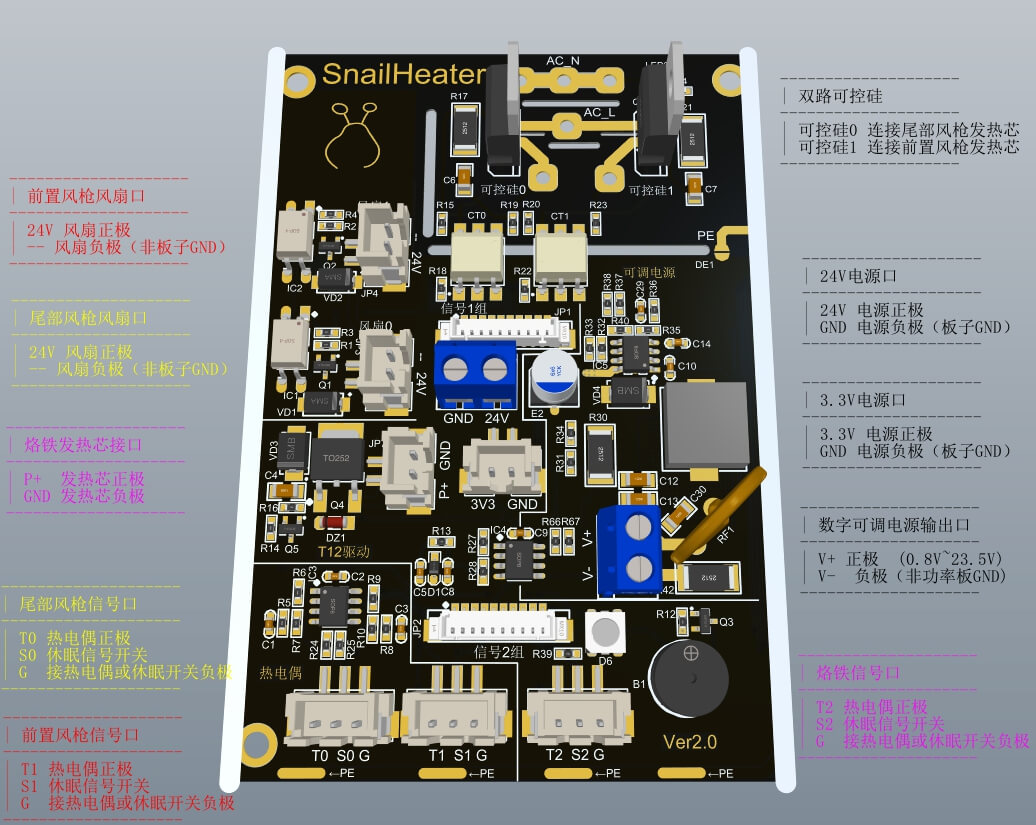 SnailHeater
AC_N
AC_L
R17
2512
2512
C6
C7
可控硅0
可控硅1
双路可控硅
可控硅0 连接尾部风枪发热芯
可控硅1 连接前置风枪发热芯
前置风枪风扇口
24V 风扇正极
-- 风扇负极（非板子GND）
R4
R2
Q2
IC2
SMA
VD2
JP4
-- 24V
R15
CT0
R19
R20
CT1
R23
R18
R22
PE
DE1
可调电源
24V电源口
24V 电源正极
GND 电源负极（板子GND）
信号1组
JP1
R38
R37
C29
R36
R33
R32
R40
R35
C14
IC5
C10
VD4
SMB
尾部风枪风扇口
24V 风扇正极
-- 风扇负极（非板子GND）
风扇0
R3
R1
Q1
IC1
SMA
VD1
- 24V
GND 24V
E2
3.3V电源口
3.3V 电源正极
GND 电源负极（板子GND）
烙铁发热芯接口
P+ 发热芯正极
GND 发热芯负极
VD3
SMB
TO252
C4
R16
Q4
DZ1
R14
Q5
T12驱动
P+ GND
3V3 GND
R34
R31
R30
2512
C12
C13
C30
RF1
数字可调电源输出口
V+ 正极 （0.8V~23.5V）
V- 负极（非功率板GND）
V+
V-
R13
R27
R28
IC4
C9
R66
R67
C5
D1
C8
42
2512
尾部风枪信号口
T0 热电偶正极
S0 休眠信号开关
G 接热电偶或休眠开关负极
R6
C3
C2
R9
R5
C1
R7
R24
R25
R10
R8
C3
JP2
信号2组
R39
D6
R12
Q3
B1
热电偶
烙铁信号口
T2 热电偶正极
S2 休眠信号开关
G 接热电偶或休眠开关负极
前置风枪信号口
T1 热电偶正极
S1 休眠信号开关
G 接热电偶或休眠开关负极
T0 S0 G
T1 S1 G
T2 S2 G
Ver2.0
←PE
←PE
←PE
←PE